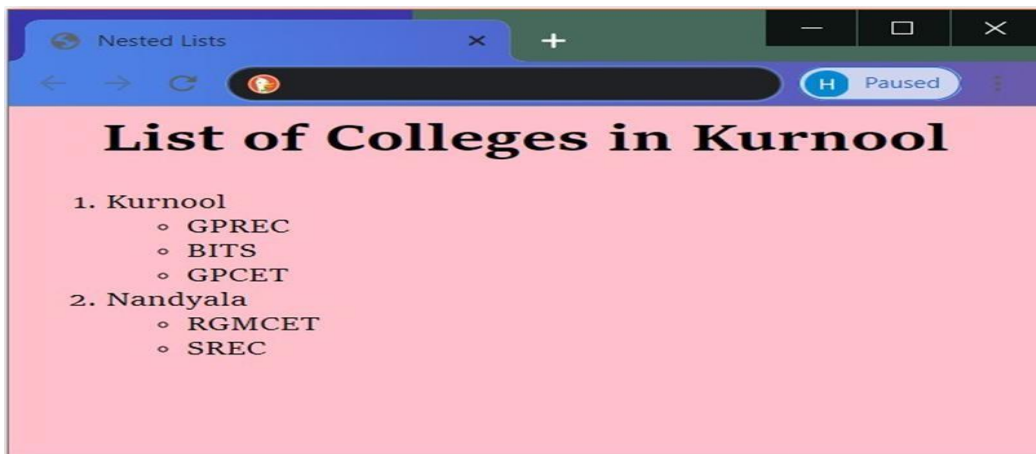 Nested Lists
H Paused
List of Colleges in Kurnool
1. Kurnool
GPREC
BITS
GPCET
2. Nandyala
RGMCET
SREC